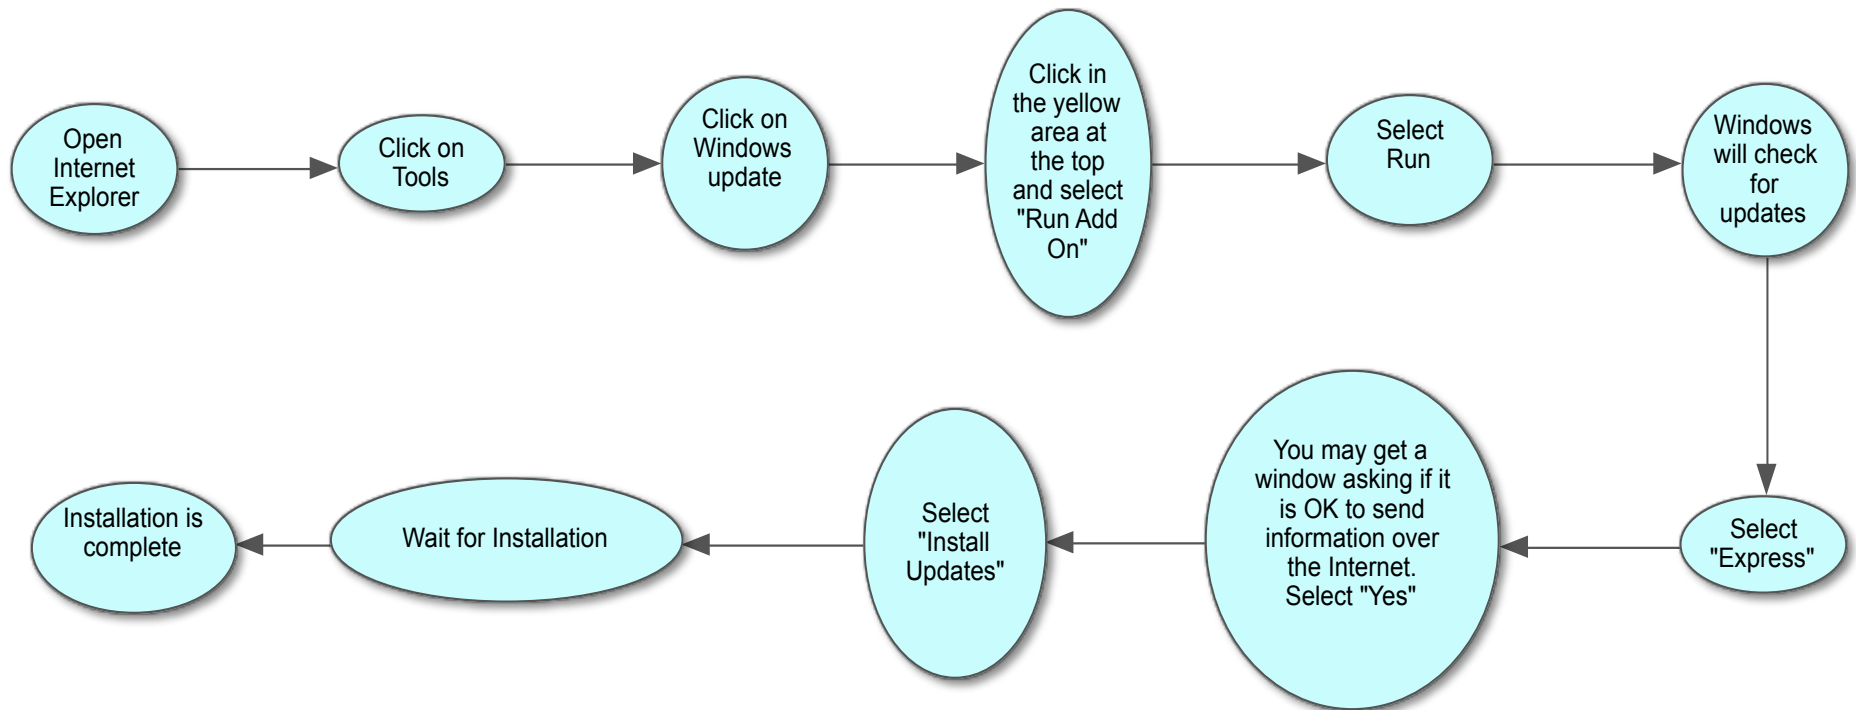 Open
Internet
Explorer
Click on
Tools
Click on
Windows
update
Click in
the yellow
area at
the top
and select
"Run Add
On"
Select
Run
Windows
will check
for
updates
Select
"Express"
You may get a
window asking if it
is OK to send
information over
the Internet.
Select "Yes"
Select
"Install
Updates"
Wait for Installation
Installation is
complete